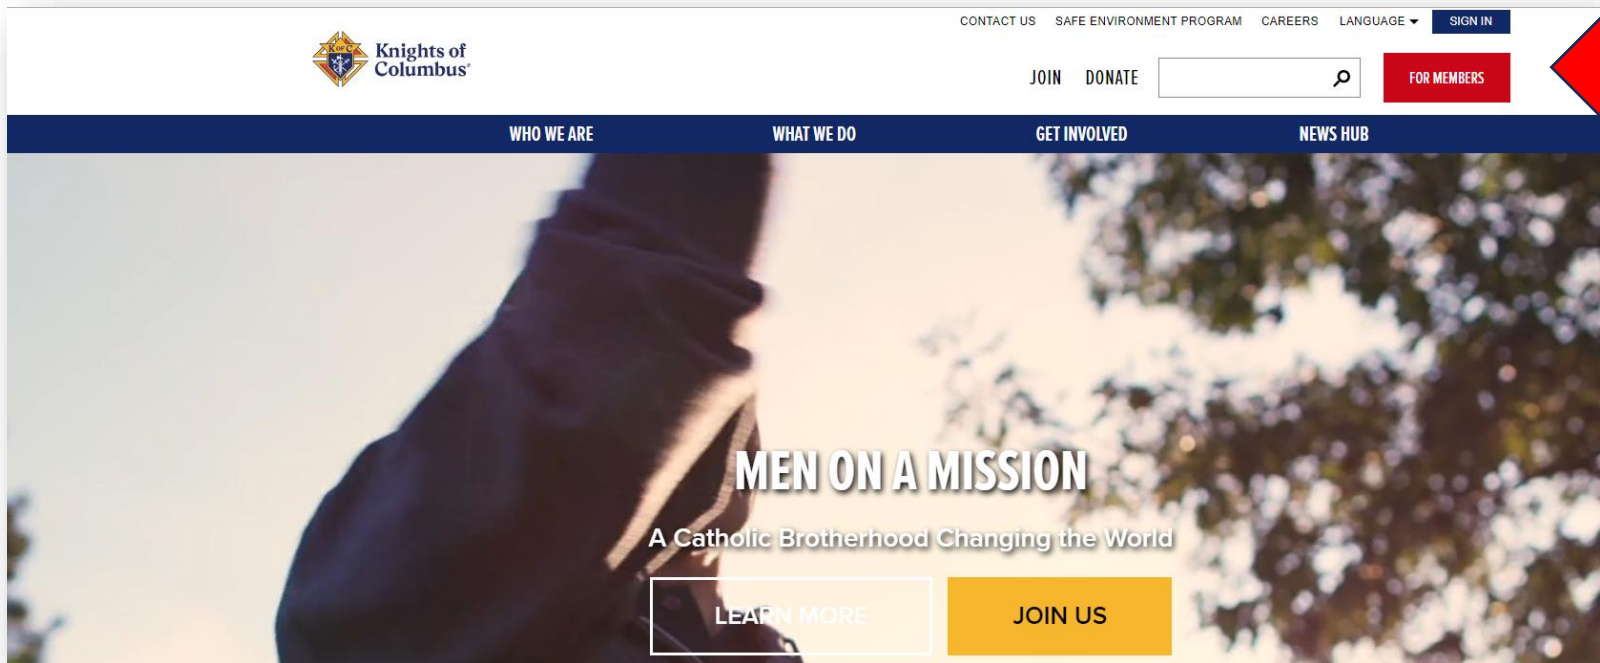 CONTACT US SAFE ENVIRONMENT PROGRAM CAREERS LANGUAGE SIGN IN
K OF C
Knights of
Columbus®
JOIN DONATE FOR MEMBERS
WHO WE ARE WHAT WE DO GET INVOLVED NEWS HUB
MEN ON A MISSION
A Catholic Brotherhood Changing the World
LEARN MORE JOIN US